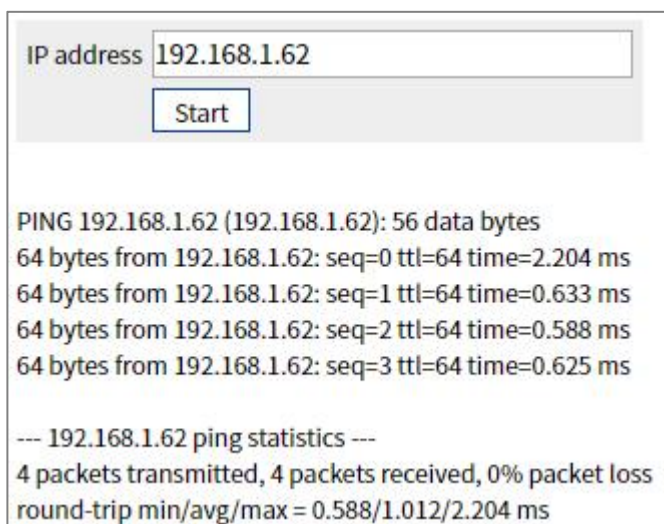 IP address 192.168.1.62
Start
PING 192.168.1.62 (192.168.1.62): 56 data bytes
64 bytes from 192.168.1.62: seq=0 ttl=64 time=2.204 ms
64 bytes from 192.168.1.62: seq=1 ttl=64 time=0.633 ms
64 bytes from 192.168.1.62: seq=2 ttl=64 time=0.588 ms
64 bytes from 192.168.1.62: seq=3 ttl=64 time=0.625 ms
--- 192.168.1.62 ping statistics ---
4 packets transmitted, 4 packets received, 0% packet loss
round-trip min/avg/max = 0.588/1.012/2.204 ms